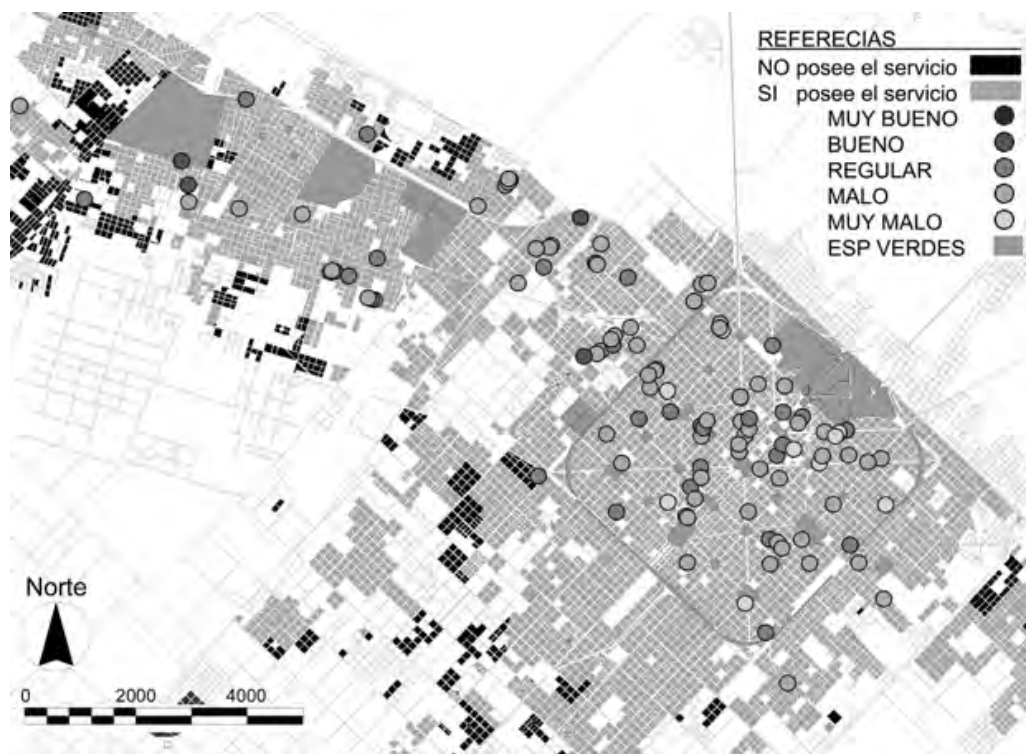 REFERECIAS
NO posee el servicio
SI posee el servicio
MUY BUENO
BUENO
REGULAR
MALO
MUY MALO
ESP VERDES
Norte
0 2000 4000